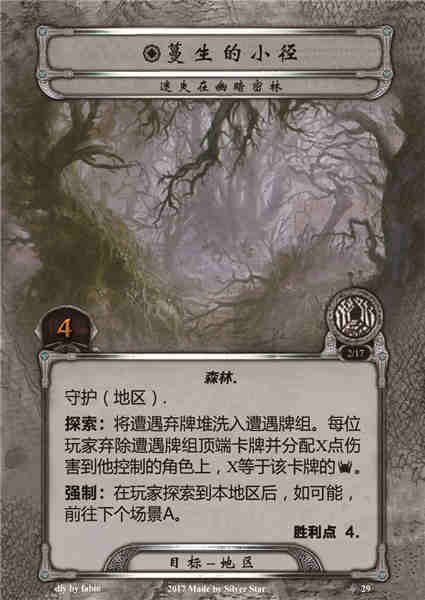 蔓生的小径
迷失在幽暗密林
4
2/17
森林.
守护（地区）.
探索：将遭遇弃牌堆洗入遭遇牌组。每位
玩家弃除遭遇牌组顶端卡牌并分配X点伤
害到他控制的角色上，X等于该卡牌的。
强制：在玩家探索到本地区后，如可能，
前往下个场景A。
胜利点 4.
目标－地区
diy by fabio
2017 Made by Silver Star
29